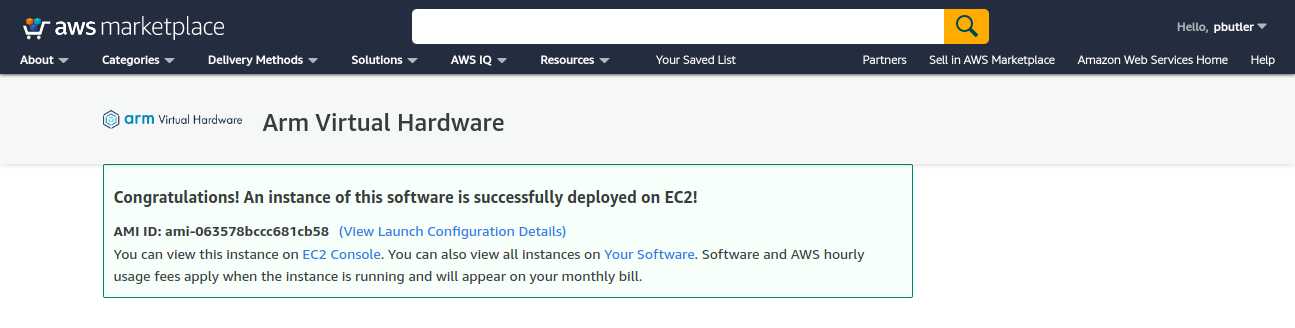 aws marketplace
Hello, pbutler
About Categories Delivery Methods Solutions AWS IQ Resources Your Saved List Partners Sell in AWS Marketplace Amazon Web Services Home Help
arm Virtual Hardware Arm Virtual Hardware
Congratulations! An instance of this software is successfully deployed on EC2!
AMI ID: ami-063578bccc681cb58 (View Launch Configuration Details)
You can view this instance on EC2 Console. You can also view all instances on Your Software. Software and AWS hourly
usage fees apply when the instance is running and will appear on your monthly bill.